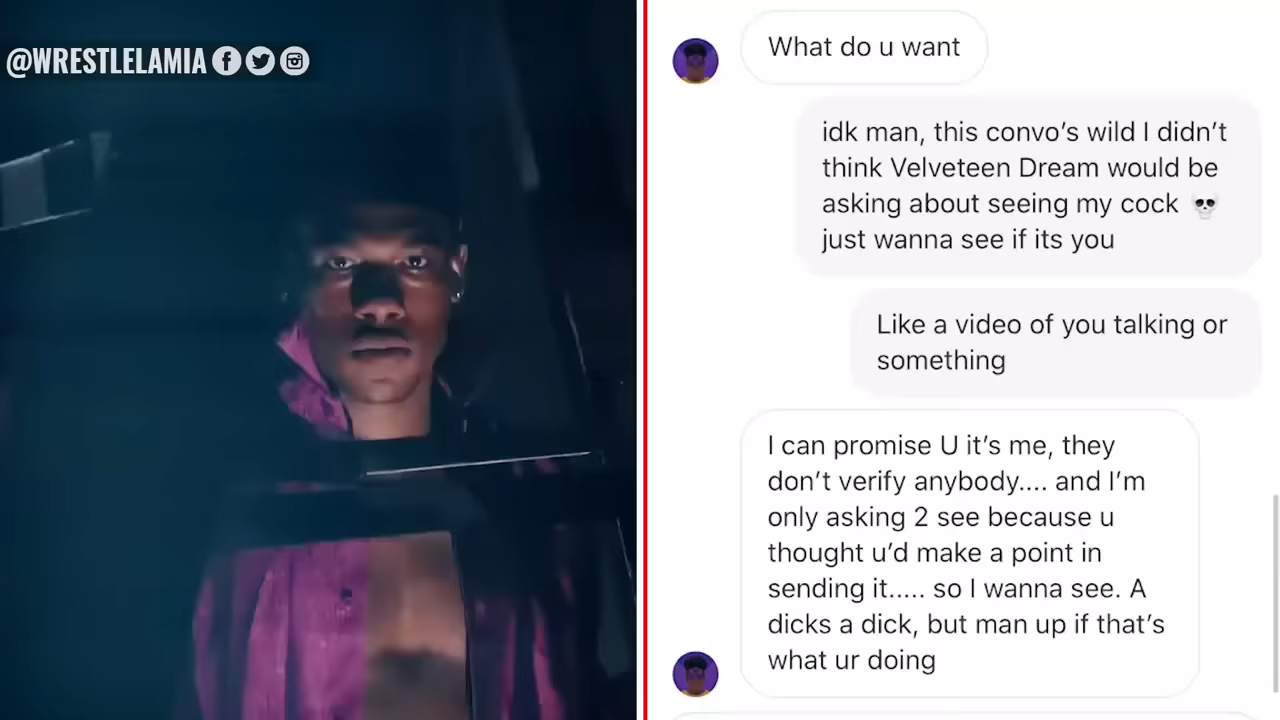 @WRESTLELAMIA
What do u want
idk man, this convo's wild I didn't
think Velveteen Dream would be
asking about seeing my cock 💀
just wanna see if its you
Like a video of you talking or
something
I can promise U it's me, they
don't verify anybody.... and I'm
only asking 2 see because u
thought u'd make a point in
sending it..... so I wanna see. A
dicks a dick, but man up if that's
what ur doing